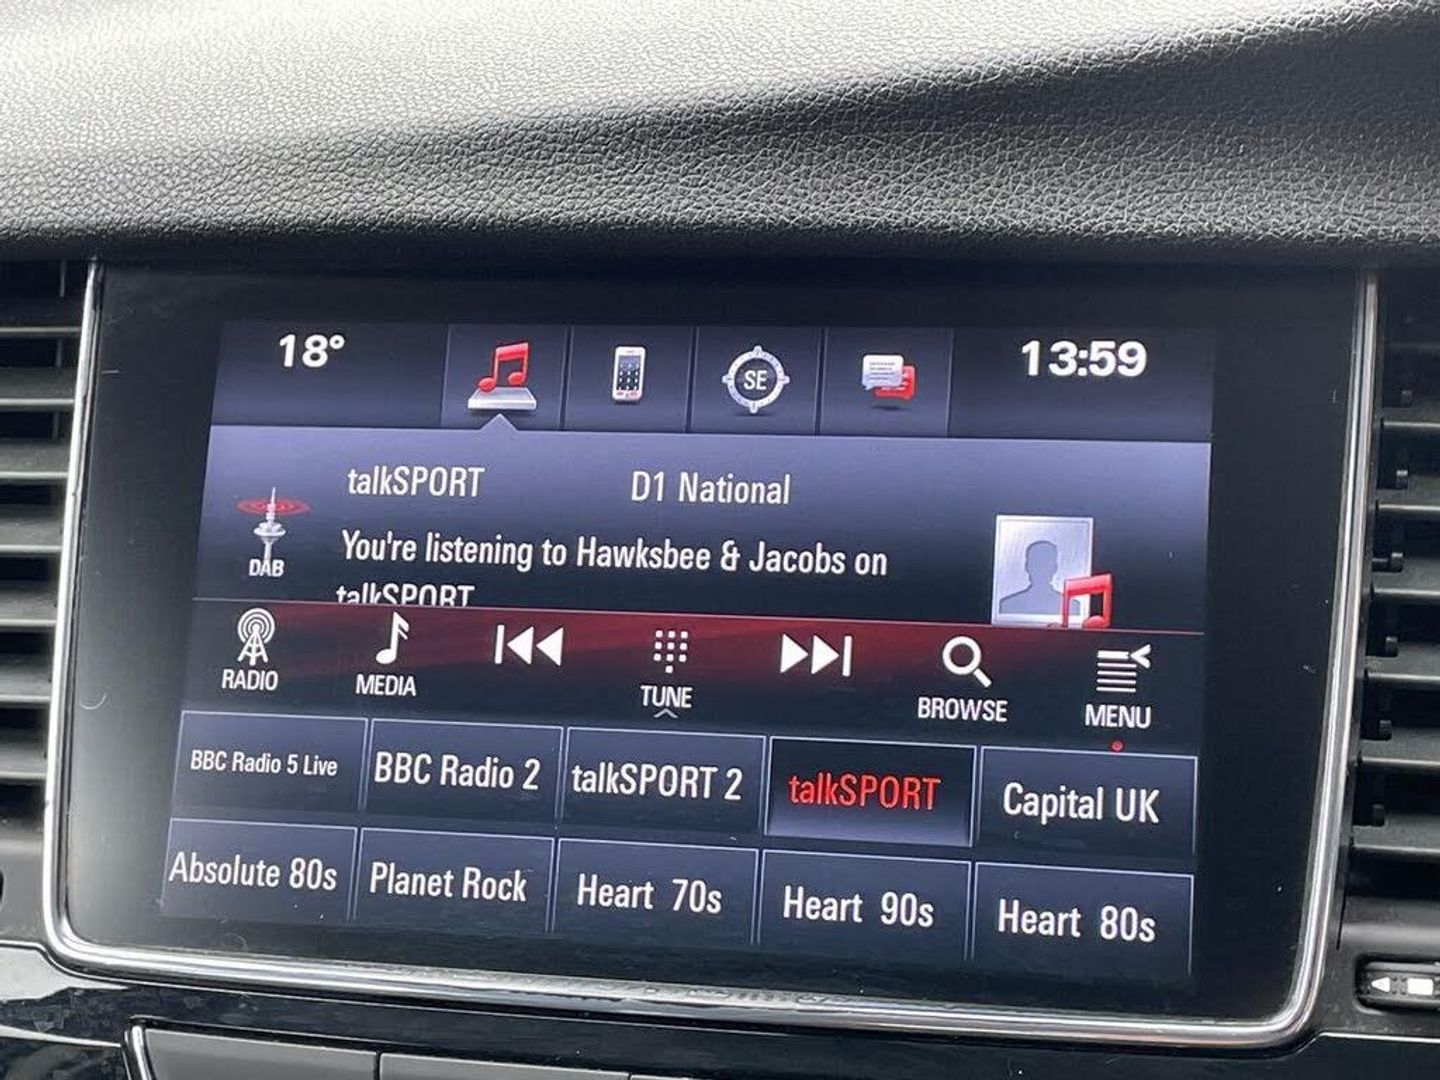 18°
SE
13:59
talkSPORT D1 National
You're listening to Hawksbee & Jacobs on
talkSPORT
DAB
RADIO MEDIA TUNE BROWSE MENU
BBC Radio 5 Live BBC Radio 2 talkSPORT 2 talkSPORT Capital UK
Absolute 80s Planet Rock Heart 70s Heart 90s Heart 80s